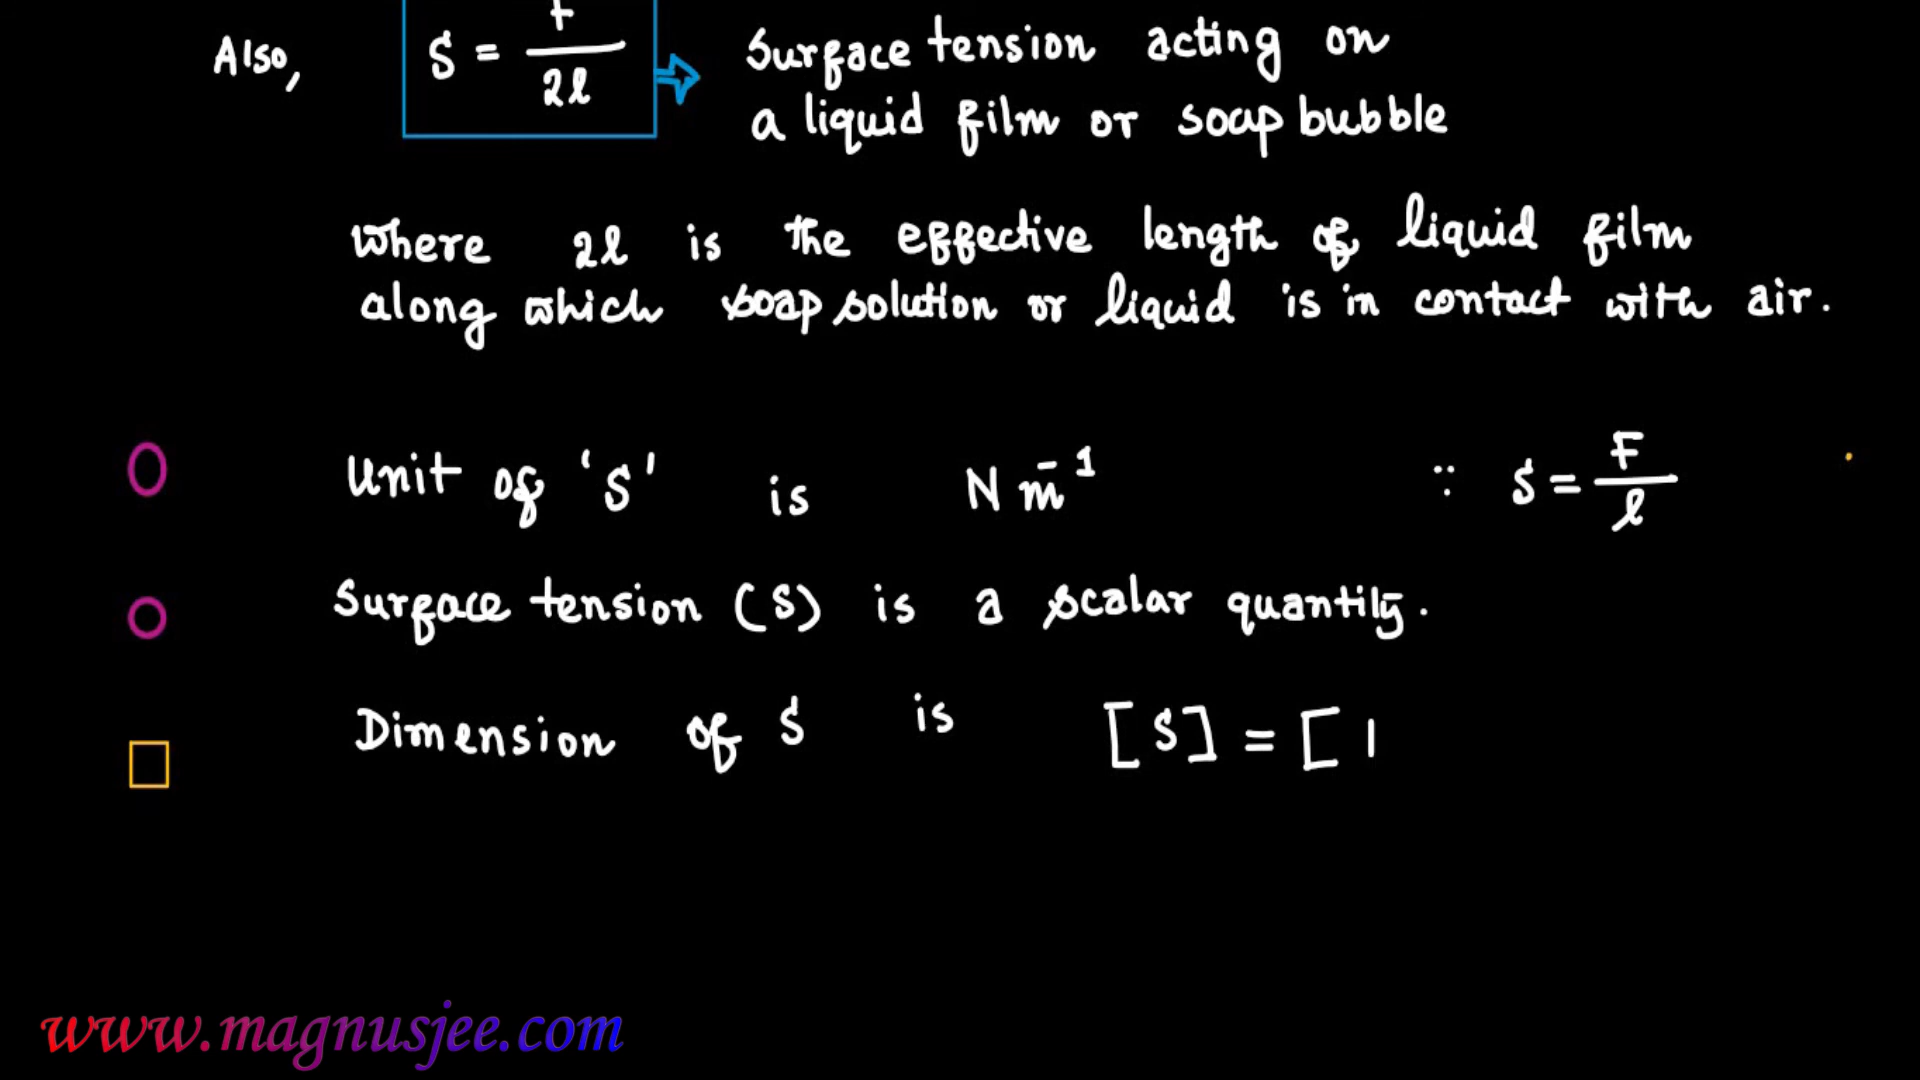 Also, S = F/2l ⇒ Surface tension acting on
a liquid film or soap bubble
where 2l is the effective length of liquid film
along which soap solution or liquid is in contact with air.
Unit of 'S' is N m⁻¹ ∵ S = F/l
Surface tension (S) is a scalar quantity.
Dimension of S is [S] = [ 
www.magnusjee.com